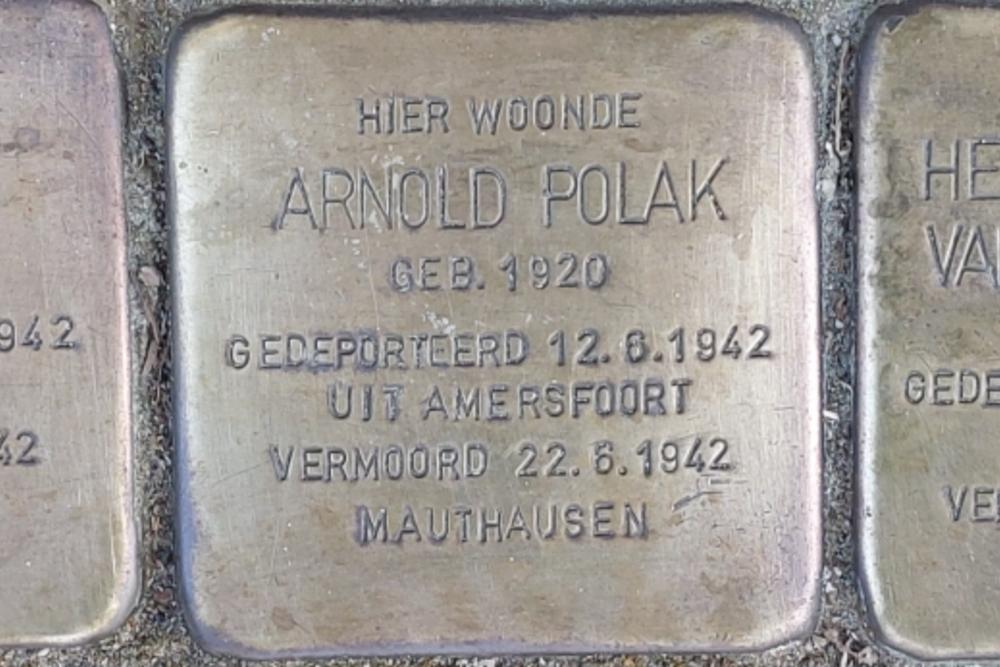 HIER WOONDE
ARNOLD POLAK
GEB. 1920
GEDEPORTEERD 12.6.1942
UIT AMERSFOORT
VERMOORD 22.6.1942
MAUTHAUSEN